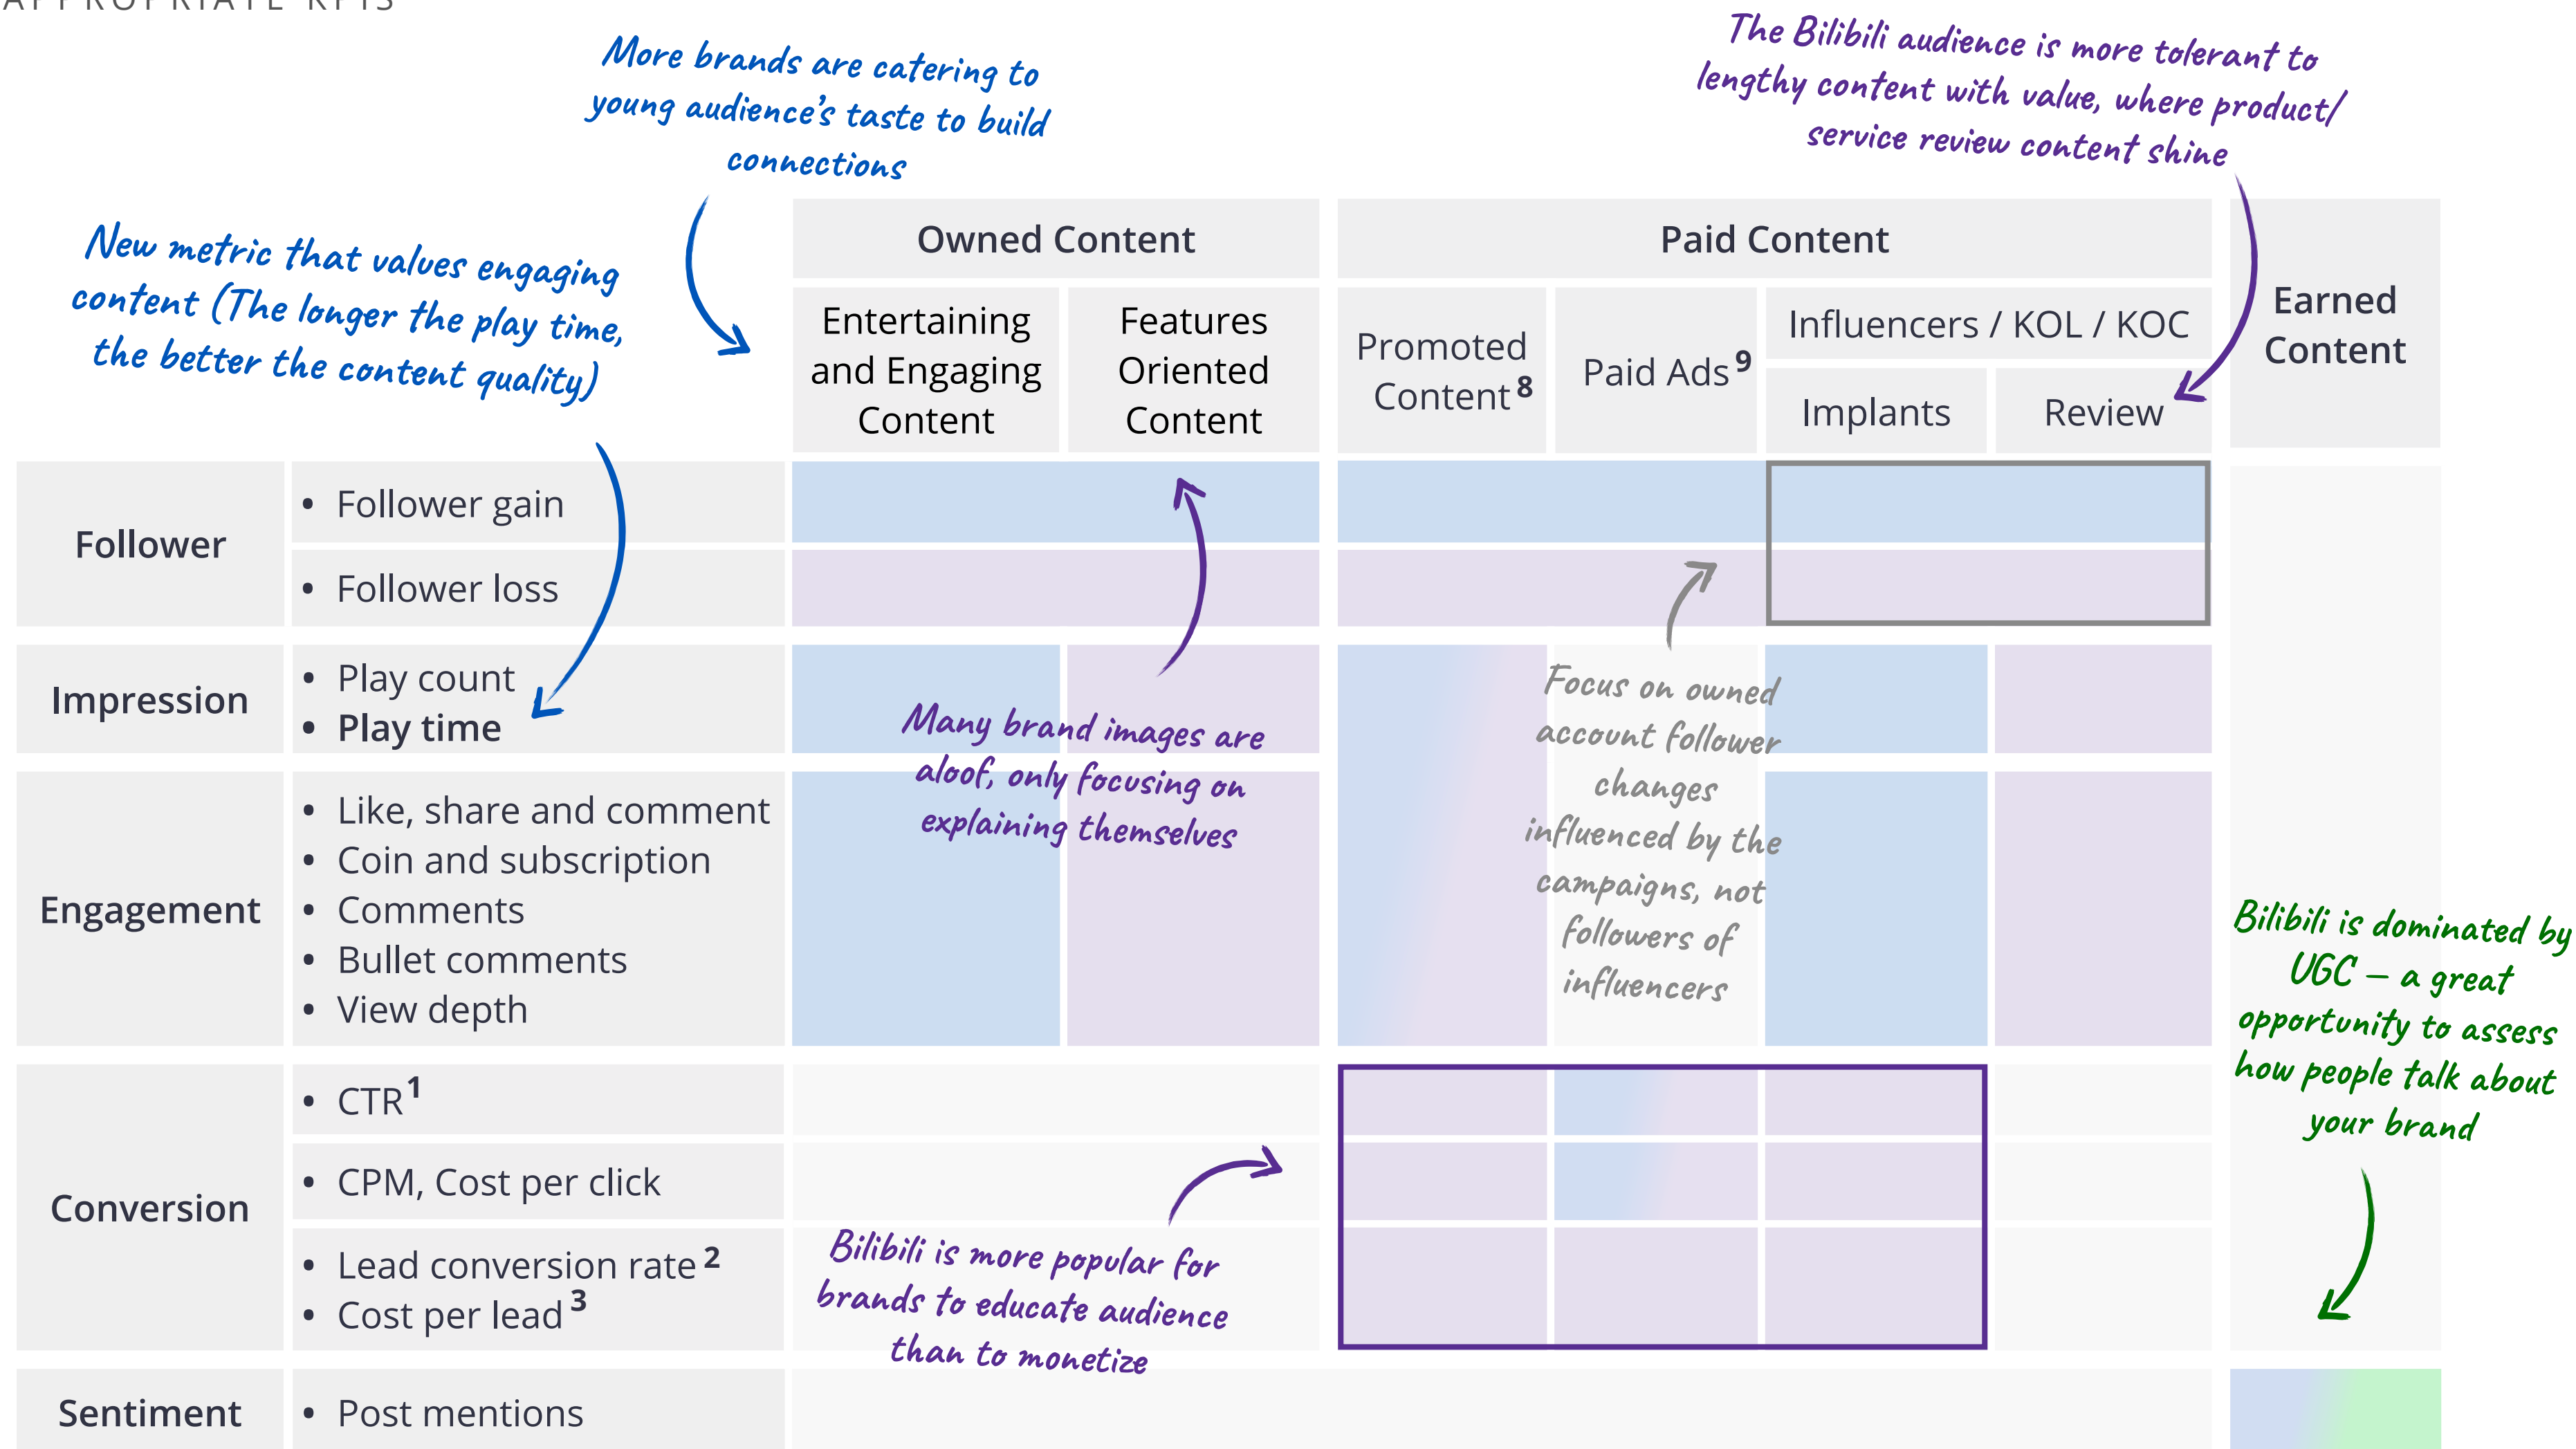 APPROPRIATE KPIS
More brands are catering to
young audience's taste to build
connections
The Bilibili audience is more tolerant to
lengthy content with value, where product/
service review content shine
New metric that values engaging
content (The longer the play time,
the better the content quality)
Owned Content
Paid Content
Earned
Content
Entertaining
and Engaging
Content
Features
Oriented
Content
Promoted
Content 8
Paid Ads 9
Influencers / KOL / KOC
Implants
Review
Follower
• Follower gain
• Follower loss
Impression
• Play count
• Play time
Many brand images are
aloof, only focusing on
explaining themselves
Focus on owned
account follower
changes
influenced by the
campaigns, not
followers of
influencers
Engagement
• Like, share and comment
• Coin and subscription
• Comments
• Bullet comments
• View depth
Bilibili is dominated by
UGC – a great
opportunity to assess
how people talk about
your brand
Conversion
• CTR 1
• CPM, Cost per click
• Lead conversion rate 2
• Cost per lead 3
Bilibili is more popular for
brands to educate audience
than to monetize
Sentiment
• Post mentions